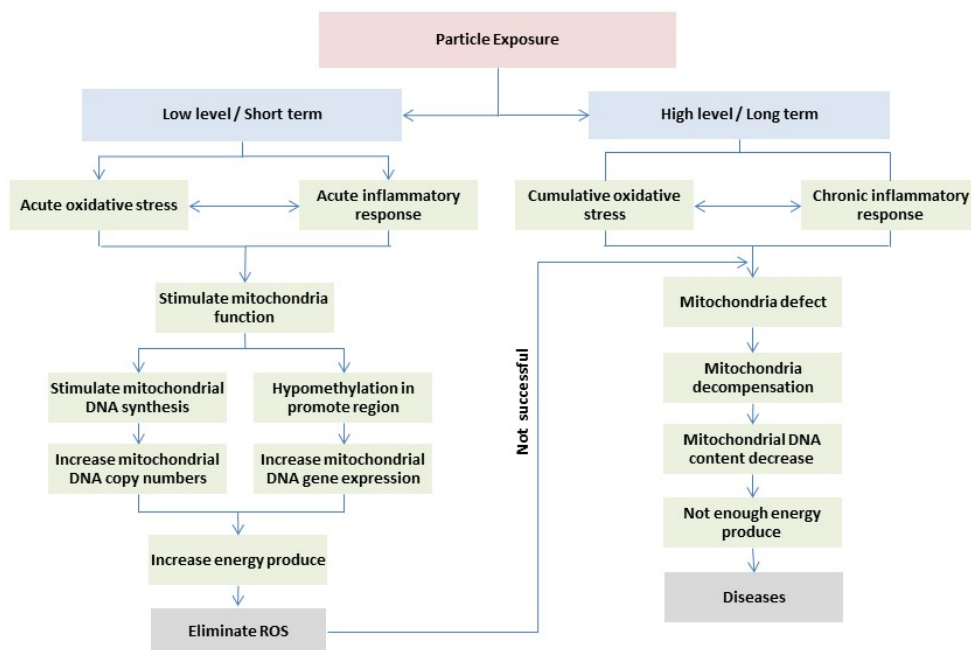 Particle Exposure
Low level / Short term
High level / Long term
Acute oxidative stress
Acute inflammatory
response
Cumulative oxidative
stress
Chronic inflammatory
response
Stimulate mitochondria
function
Stimulate mitochondrial
DNA synthesis
Hypomethylation in
promote region
Increase mitochondrial
DNA copy numbers
Increase mitochondrial
DNA gene expression
Increase energy produce
Eliminate ROS
Not successful
Mitochondria defect
Mitochondria
decompensation
Mitochondrial DNA
content decrease
Not enough energy
produce
Diseases